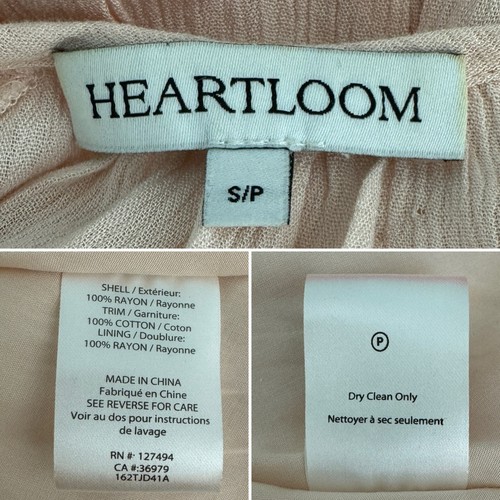 HEARTLOOM
S/P
SHELL / Extérieur:
100% RAYON / Rayonne
TRIM / Garniture:
100% COTTON / Coton
LINING / Doublure:
100% RAYON / Rayonne
MADE IN CHINA
Fabriqué en Chine
SEE REVERSE FOR CARE
Voir au dos pour instructions
de lavage
RN #: 127494
CA #:36979
162TJD41A
P
Dry Clean Only
Nettoyer à sec seulement